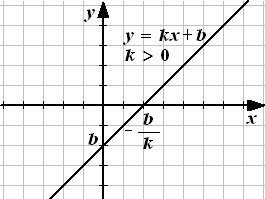 y
y = kx + b
k > 0
b
- b/k
x